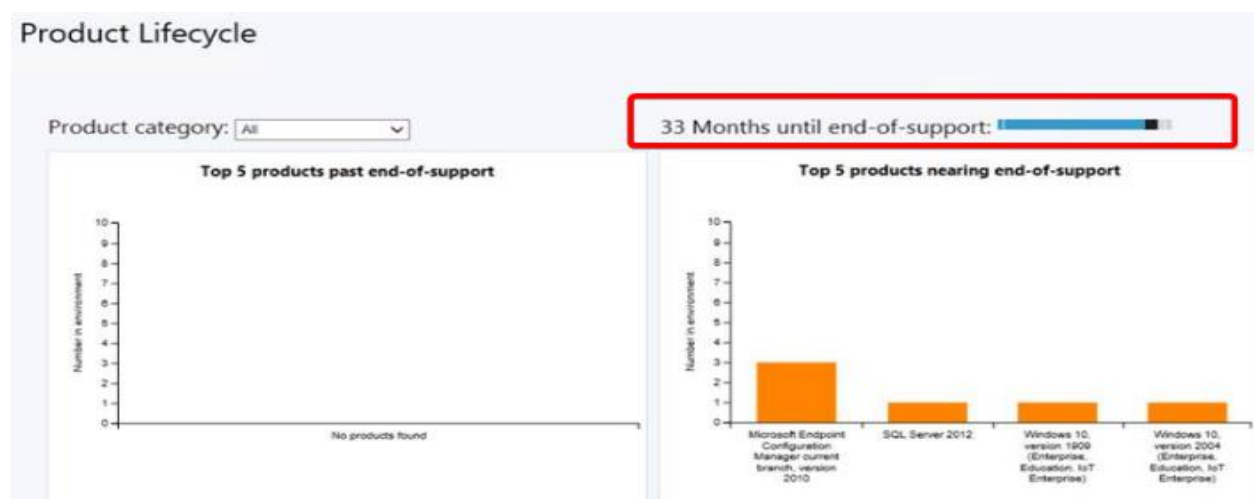 Product Lifecycle
Product category: All
33 Months until end-of-support:
Top 5 products past end-of-support
10
9
8
7
6
5
4
3
2
1
0
Number in environment
No products found
Top 5 products nearing end-of-support
10
9
8
7
6
5
4
3
2
1
0
Number in environment
Microsoft Endpoint
Configuration
Manager current
branch, version
2010
SQL Server 2012
Windows 10,
version 1909
(Enterprise,
Education, IoT
Enterprise)
Windows 10,
version 2004
(Enterprise,
Education, IoT
Enterprise)